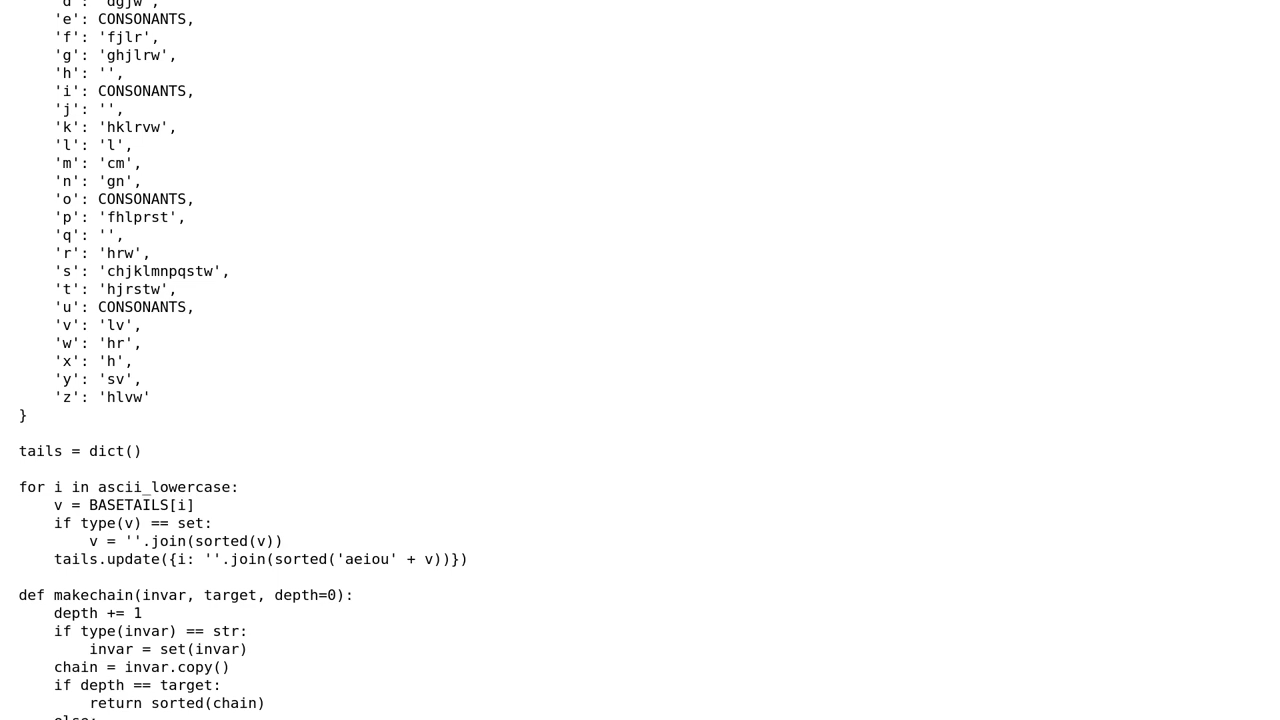 'd': 'dgjw',
    'e': CONSONANTS,
    'f': 'fjlr',
    'g': 'ghjlrw',
    'h': '',
    'i': CONSONANTS,
    'j': '',
    'k': 'hklrvw',
    'l': 'l',
    'm': 'cm',
    'n': 'gn',
    'o': CONSONANTS,
    'p': 'fhlprst',
    'q': '',
    'r': 'hrw',
    's': 'chjklmnpqstw',
    't': 'hjrstw',
    'u': CONSONANTS,
    'v': 'lv',
    'w': 'hr',
    'x': 'h',
    'y': 'sv',
    'z': 'hlvw'
}

tails = dict()

for i in ascii_lowercase:
    v = BASETAILS[i]
    if type(v) == set:
        v = ''.join(sorted(v))
    tails.update({i: ''.join(sorted('aeiou' + v))})

def makechain(invar, target, depth=0):
    depth += 1
    if type(invar) == str:
        invar = set(invar)
    chain = invar.copy()
    if depth == target:
        return sorted(chain)
    else: